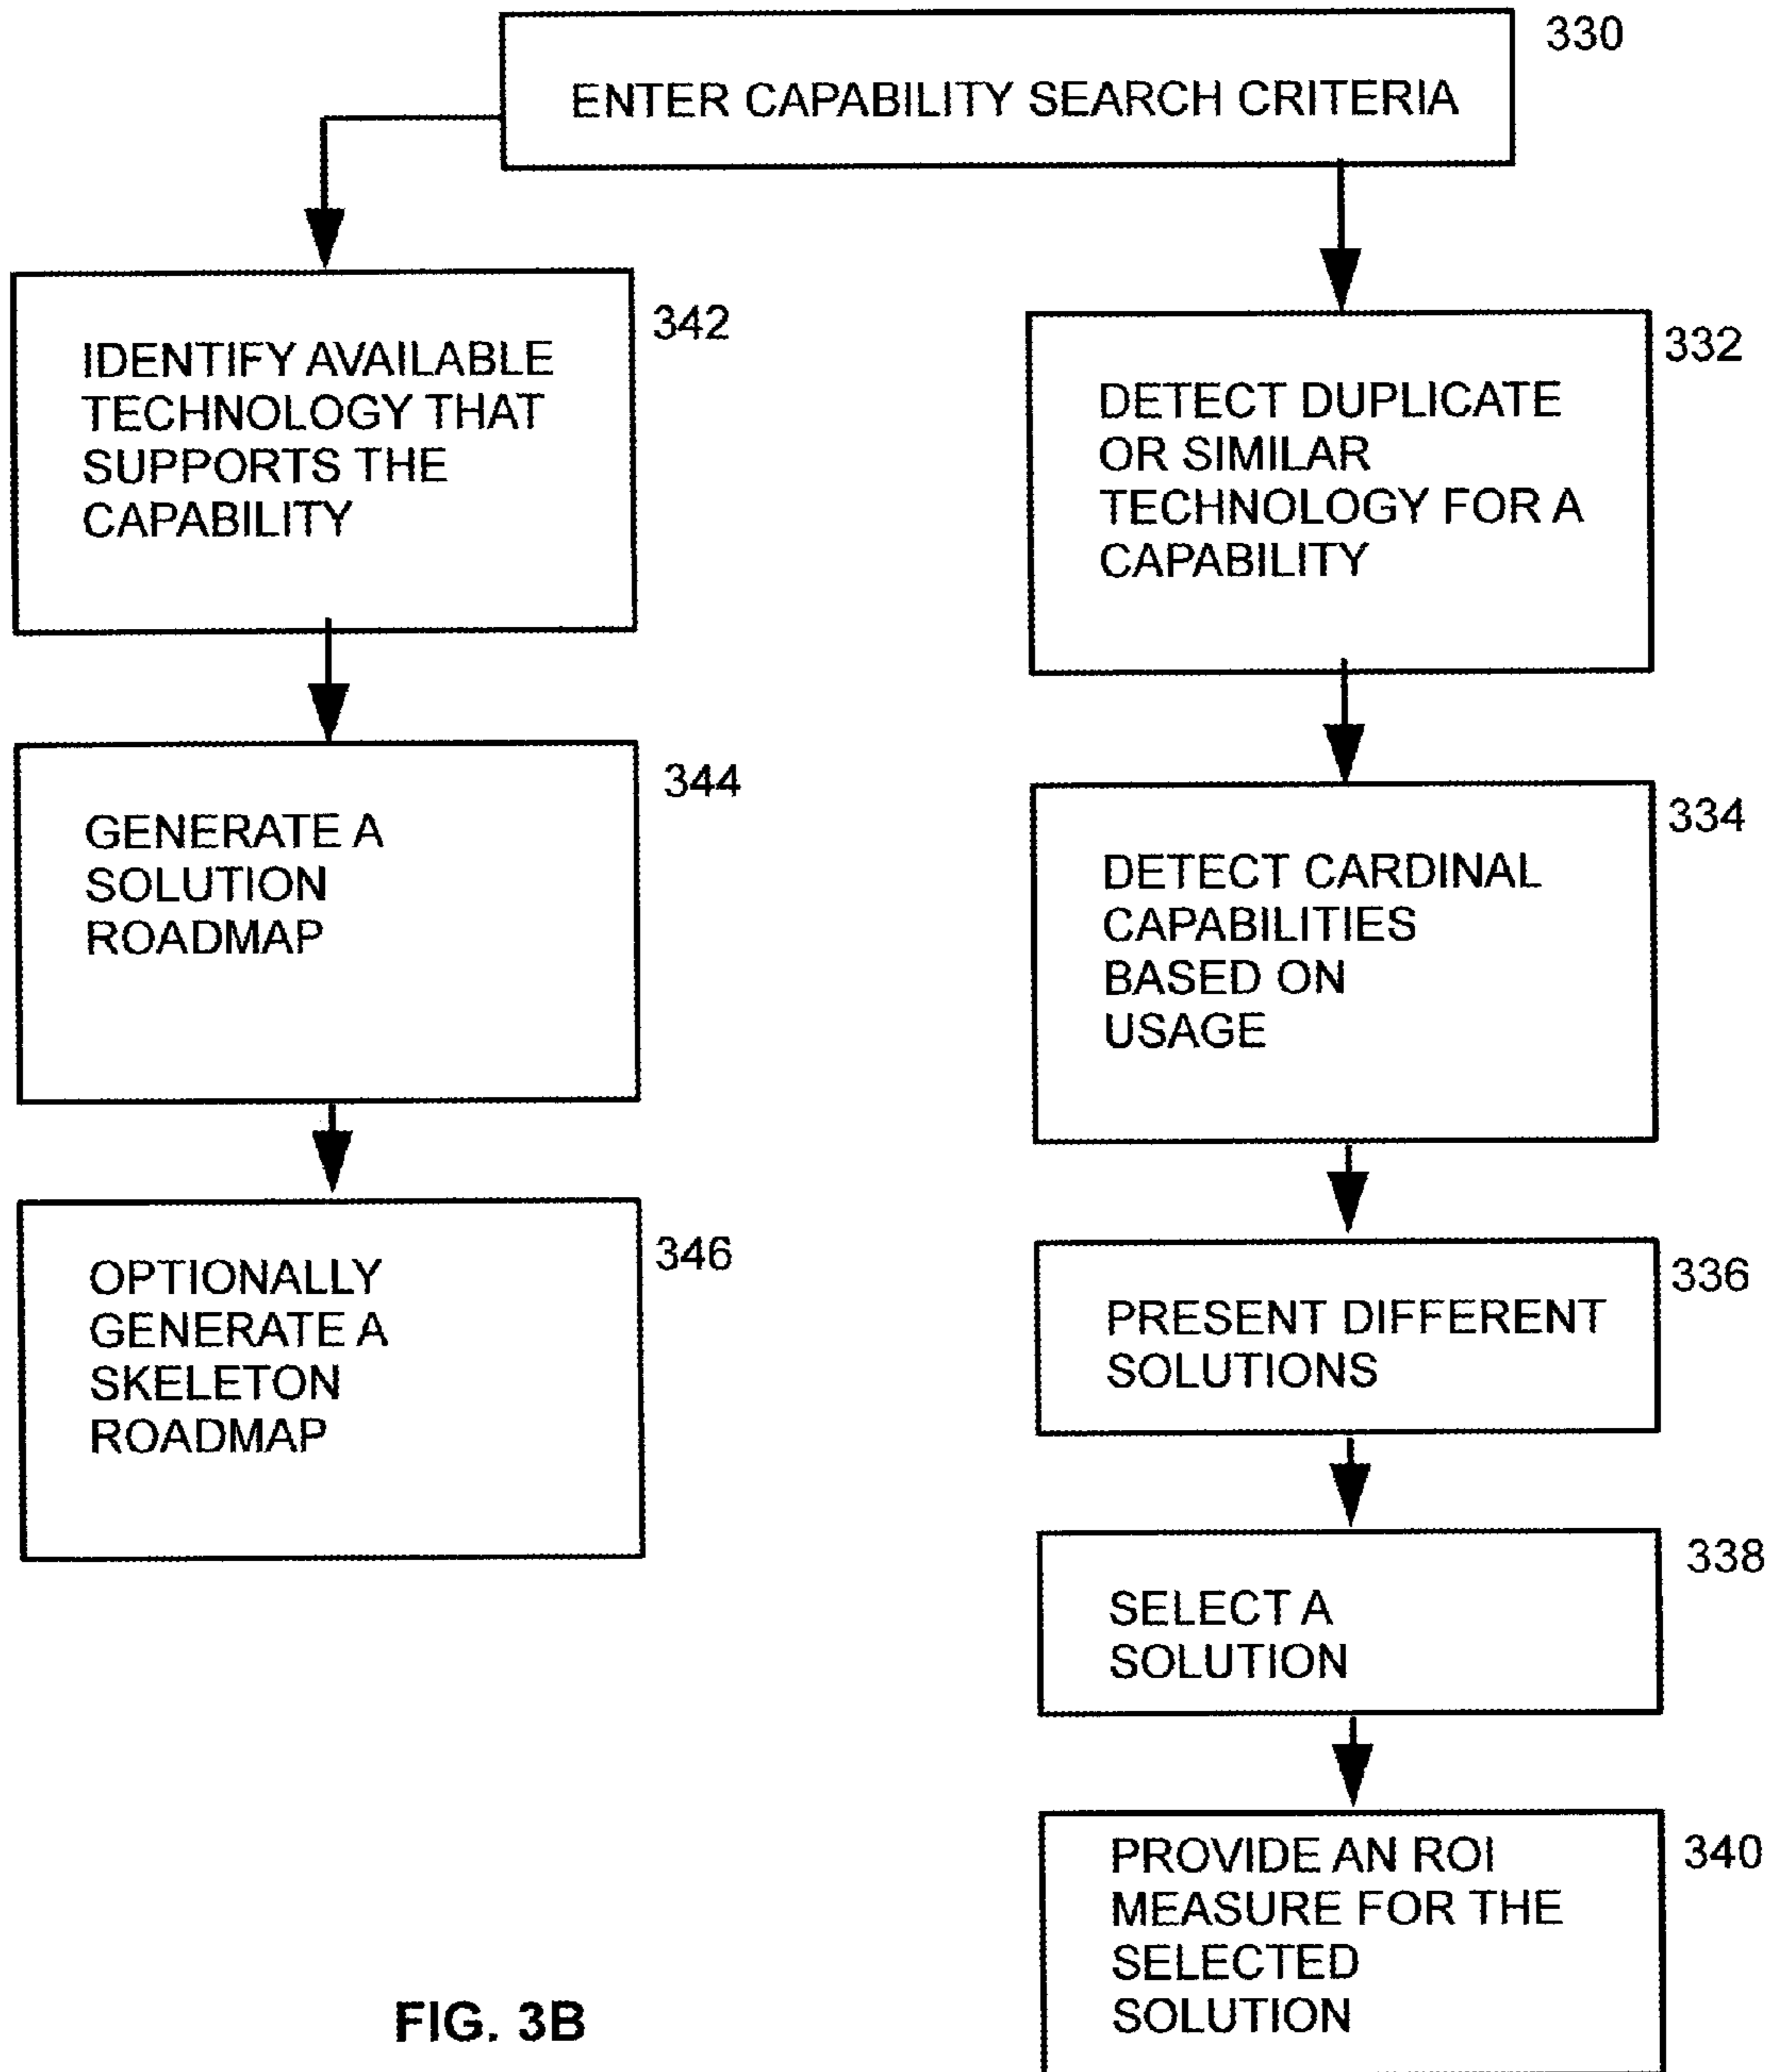 330
ENTER CAPABILITY SEARCH CRITERIA
342
IDENTIFY AVAILABLE
TECHNOLOGY THAT
SUPPORTS THE
CAPABILITY
344
GENERATE A
SOLUTION
ROADMAP
346
OPTIONALLY
GENERATE A
SKELETON
ROADMAP
332
DETECT DUPLICATE
OR SIMILAR
TECHNOLOGY FOR A
CAPABILITY
334
DETECT CARDINAL
CAPABILITIES
BASED ON
USAGE
336
PRESENT DIFFERENT
SOLUTIONS
338
SELECT A
SOLUTION
340
PROVIDE AN ROI
MEASURE FOR THE
SELECTED
SOLUTION
FIG. 3B